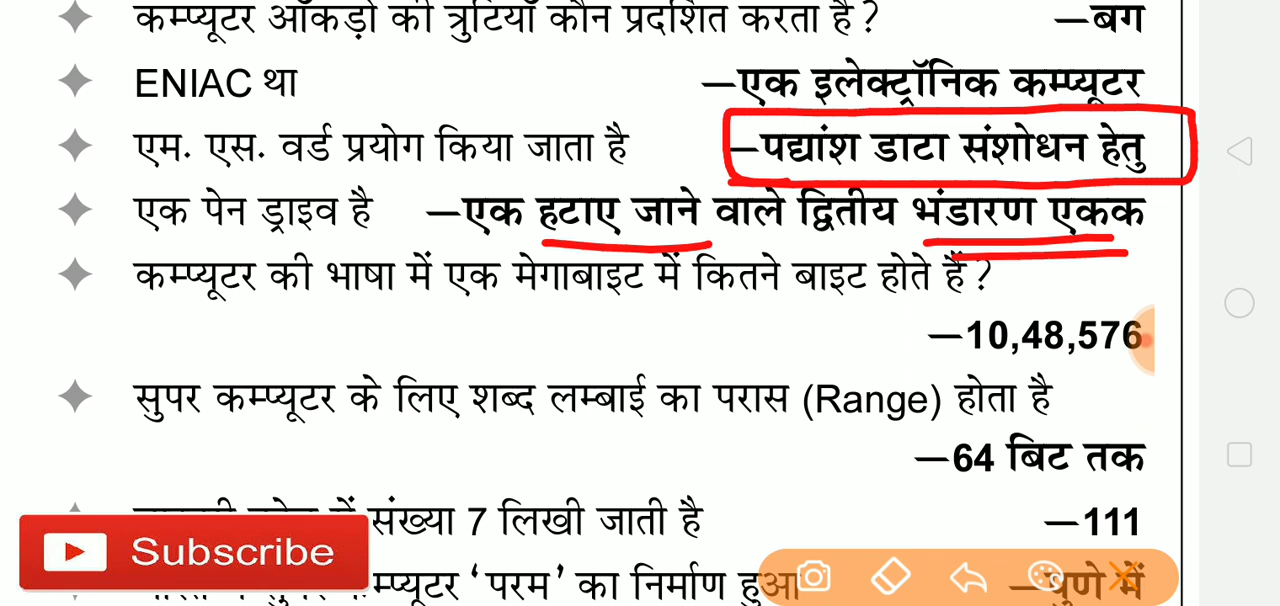 कम्प्यूटर आँकड़ों की त्रुटियाँ कौन प्रदर्शित करता है? —बग
ENIAC था —एक इलेक्ट्रॉनिक कम्प्यूटर
एम. एस. वर्ड प्रयोग किया जाता है —पद्यांश डाटा संशोधन हेतु
एक पेन ड्राइव है —एक हटाए जाने वाले द्वितीय भंडारण एकक
कम्प्यूटर की भाषा में एक मेगाबाइट में कितने बाइट होते हैं?
—10,48,576
सुपर कम्प्यूटर के लिए शब्द लम्बाई का परास (Range) होता है
—64 बिट तक
संख्या 7 लिखी जाती है —111
Subscribe
म्प्यूटर ‘परम’ का निर्माण हुआ —पुणे में